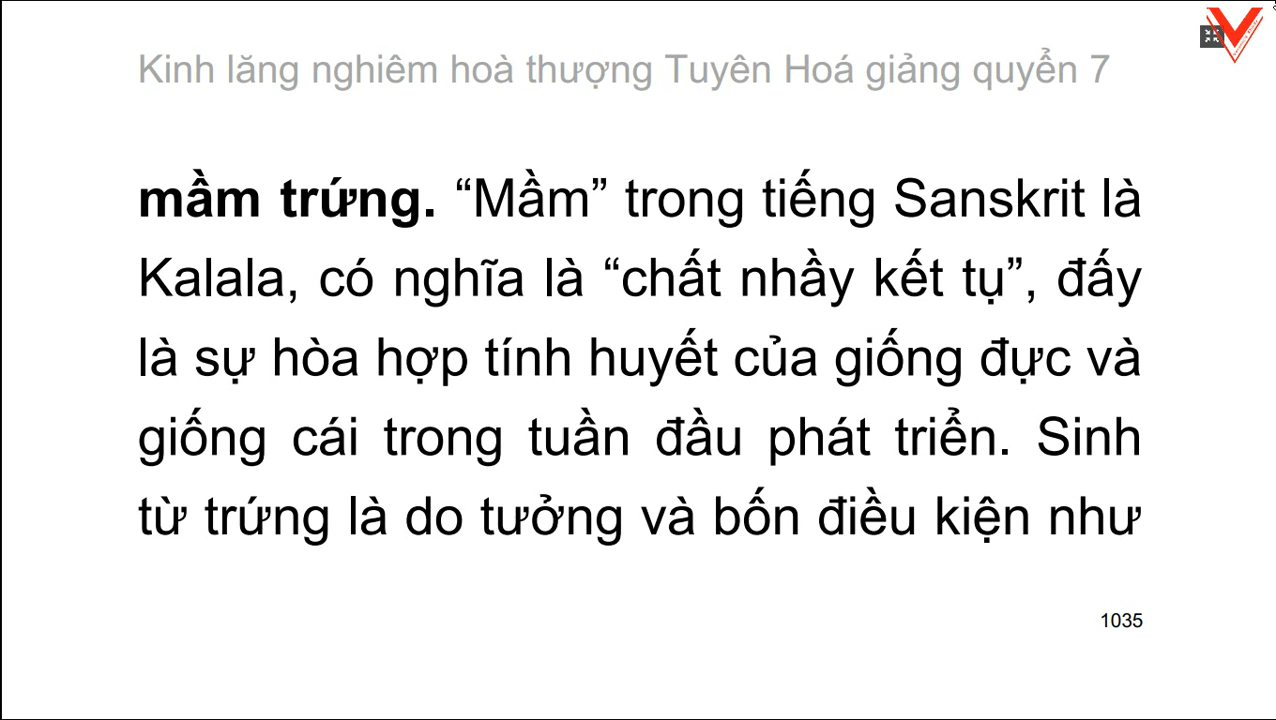 Kinh lăng nghiêm hoà thượng Tuyên Hoá giảng quyển 7
mầm trứng. “Mầm” trong tiếng Sanskrit là
Kalala, có nghĩa là “chất nhầy kết tụ”, đấy
là sự hòa hợp tính huyết của giống đực và
giống cái trong tuần đầu phát triển. Sinh
từ trứng là do tưởng và bốn điều kiện như
1035